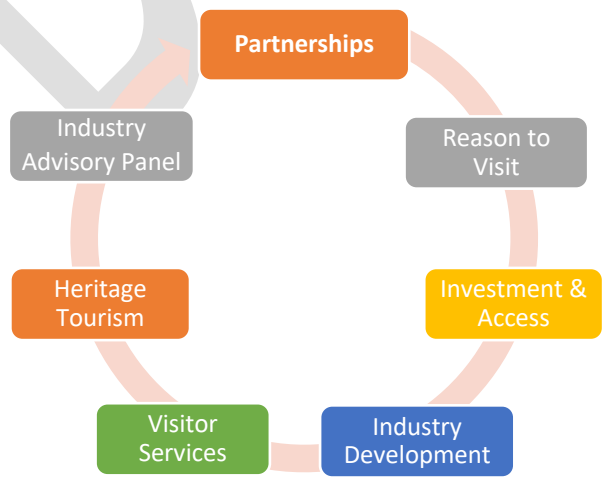 Partnerships
Reason to
Visit
Investment &
Access
Industry
Development
Visitor
Services
Heritage
Tourism
Industry
Advisory Panel